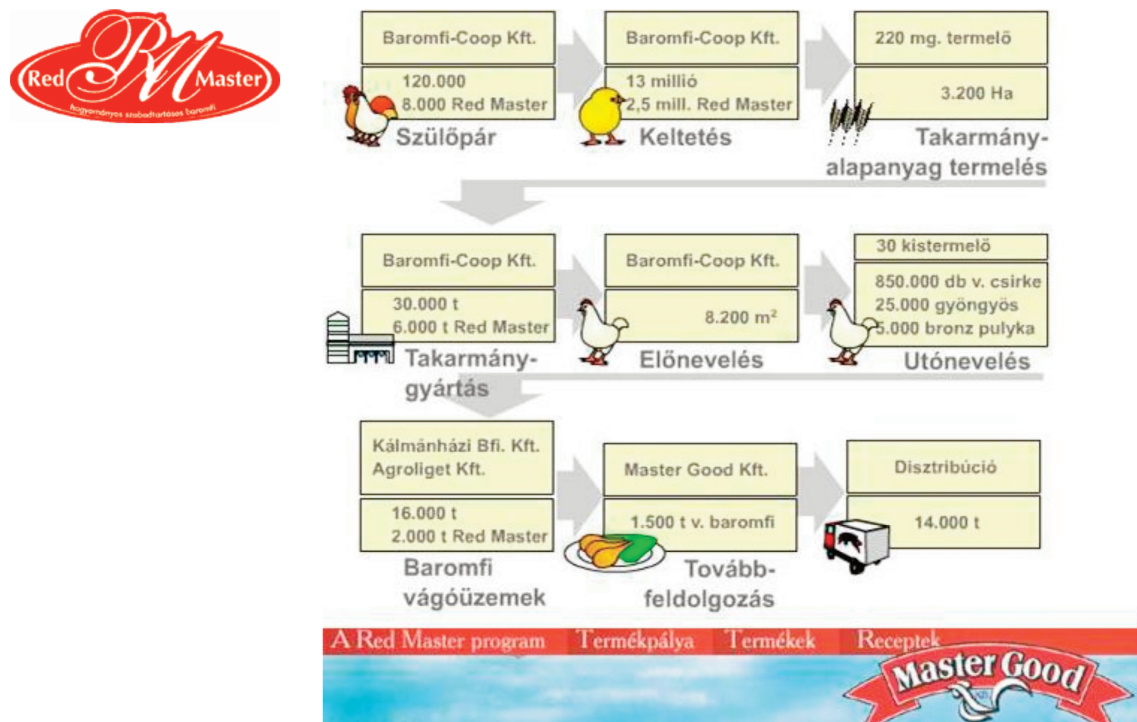 Red RM Master
hagyományos szabadtartásos baromfi
Baromfi-Coop Kft.
120.000
8.000 Red Master
Szülőpár
Baromfi-Coop Kft.
13 millió
2,5 mill. Red Master
Keltetés
220 mg. termelő
3.200 Ha
Takarmány-
alapanyag termelés
Baromfi-Coop Kft.
30.000 t
6.000 t Red Master
Takarmány-
gyártás
Baromfi-Coop Kft.
8.200 m²
Előnevelés
30 kistermelő
850.000 db v. csirke
25.000 gyöngyös
5.000 bronz pulyka
Utónevelés
Kálmánházi Bfi. Kft.
Agroliget Kft.
16.000 t
2.000 t Red Master
Baromfi
vágóüzemek
Master Good Kft.
1.500 t v. baromfi
Tovább-
feldolgozás
Disztribúció
14.000 t
A Red Master program Termékpálya Termékek Receptek
Master Good